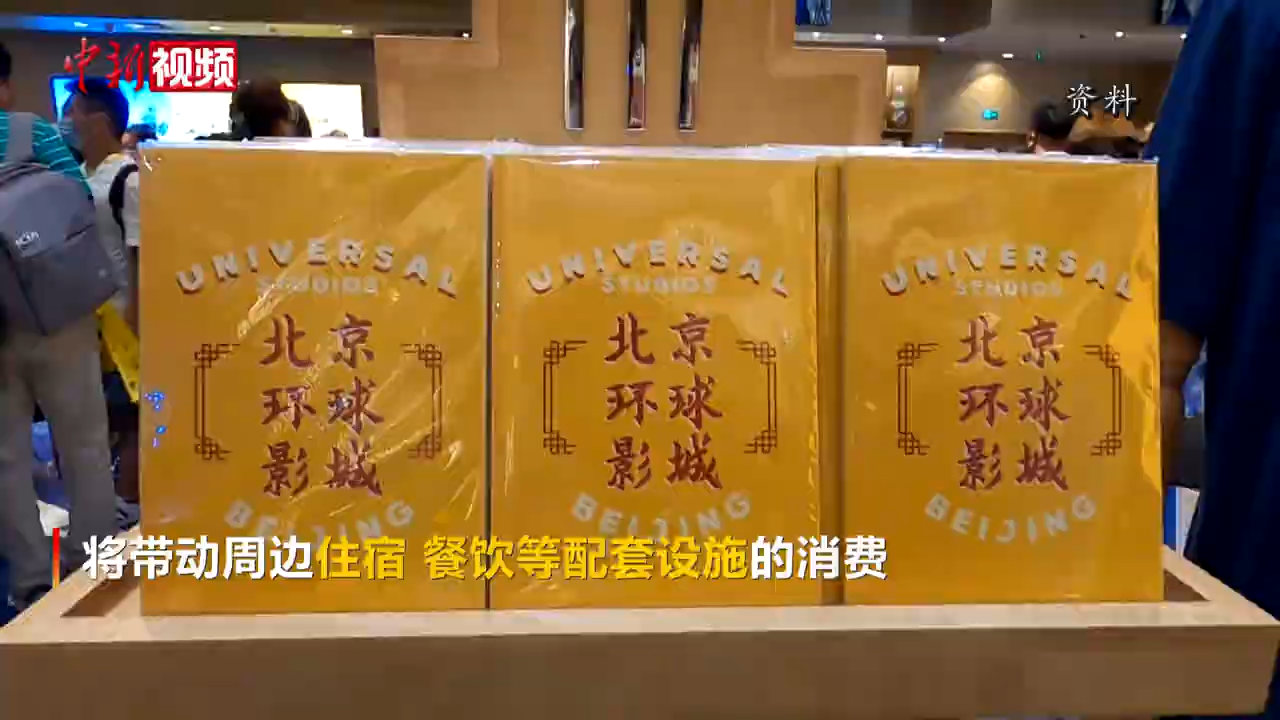 中新视频
资料
UNIVERSAL
STUDIOS
北京
环球
影城
BEIJING
UNIVERSAL
STUDIOS
北京
环球
影城
BEIJING
UNIVERSAL
STUDIOS
北京
环球
影城
BEIJING
将带动周边住宿 餐饮等配套设施的消费